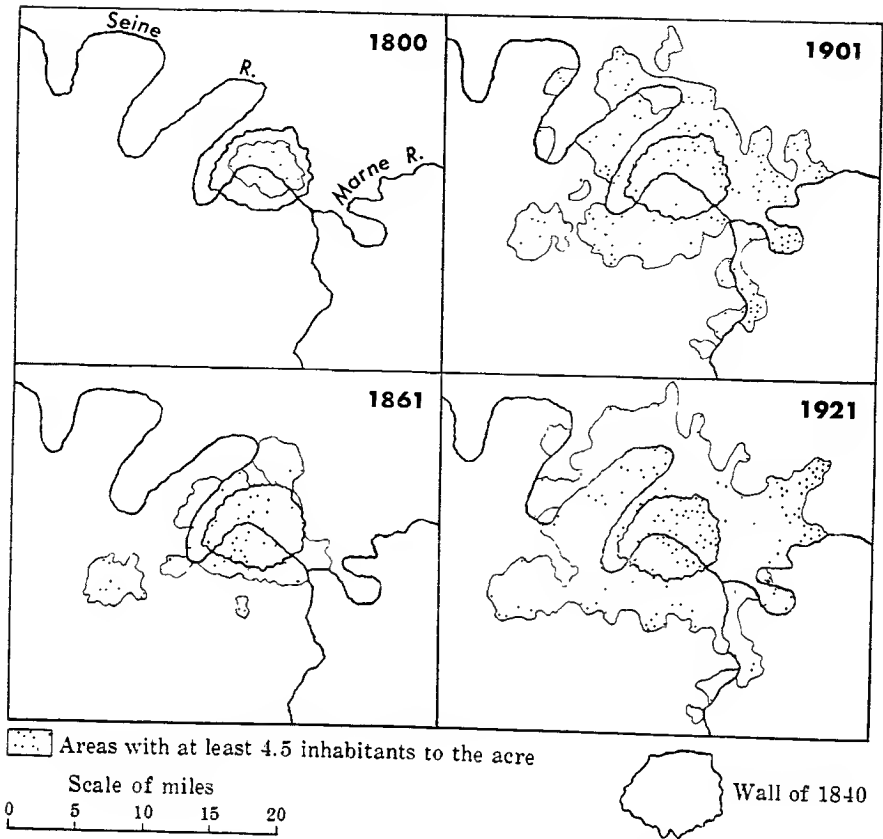 Seine
R.
1800
Marne R.
1901
1861
1921
Areas with at least 4.5 inhabitants to the acre
Scale of miles
0 5 10 15 20
Wall of 1840